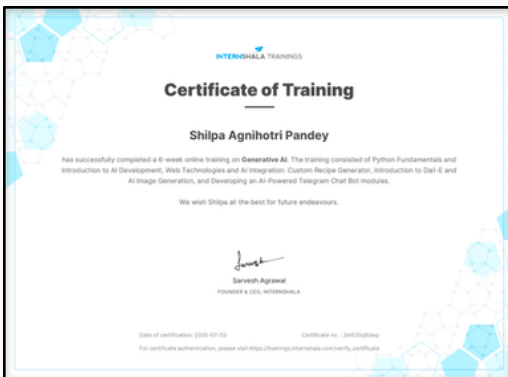 INTERNSHALA TRAININGS
Certificate of Training
Shilpa Agnihotri Pandey
has successfully completed a 6-week online training on Generative AI. The training consisted of Python Fundamentals and
Introduction to AI Development, Web Technologies and AI Integration: Custom Recipe Generator, Introduction to Dall-E and
AI Image Generation, and Developing an AI-Powered Telegram Chat Bot modules.
We wish Shilpa all the best for future endeavours.
Sarvesh Agrawal
FOUNDER & CEO, INTERNSHALA
Date of certification: 2025-07-03
Certificate no. :
For certificate authentication, please visit https://trainings.internshala.com/verify_certificate